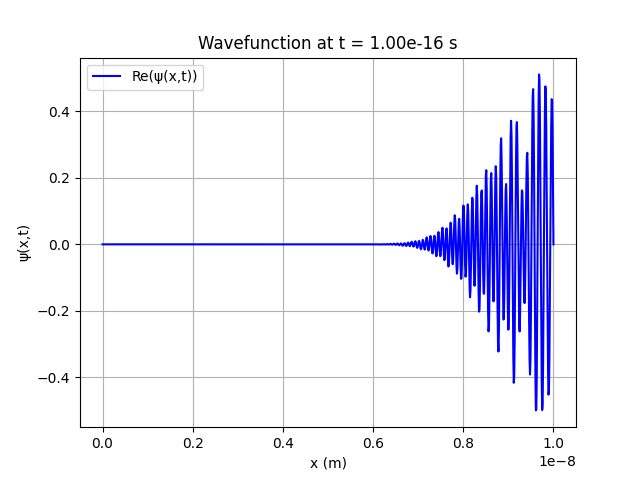 Wavefunction at t = 1.00e-16 s
Re(ψ(x,t))
ψ(x,t)
0.4
0.2
0.0
−0.2
−0.4
0.0 0.2 0.4 0.6 0.8 1.0
1e−8
x (m)